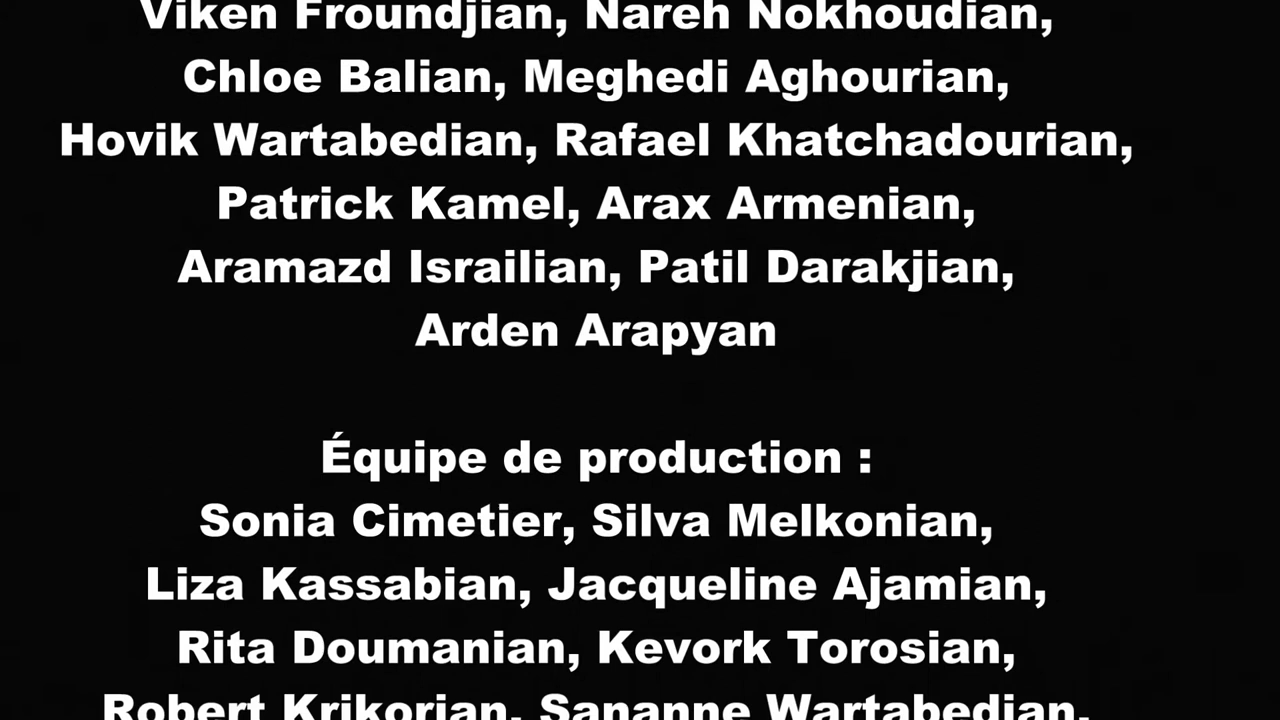 Viken Froundjian, Nareh Nokhoudian,
Chloe Balian, Meghedi Aghourian,
Hovik Wartabedian, Rafael Khatchadourian,
Patrick Kamel, Arax Armenian,
Aramazd Israilian, Patil Darakjian,
Arden Arapyan
Équipe de production :
Sonia Cimetier, Silva Melkonian,
Liza Kassabian, Jacqueline Ajamian,
Rita Doumanian, Kevork Torosian,
Robert Krikorian, Sananne Wartabedian,